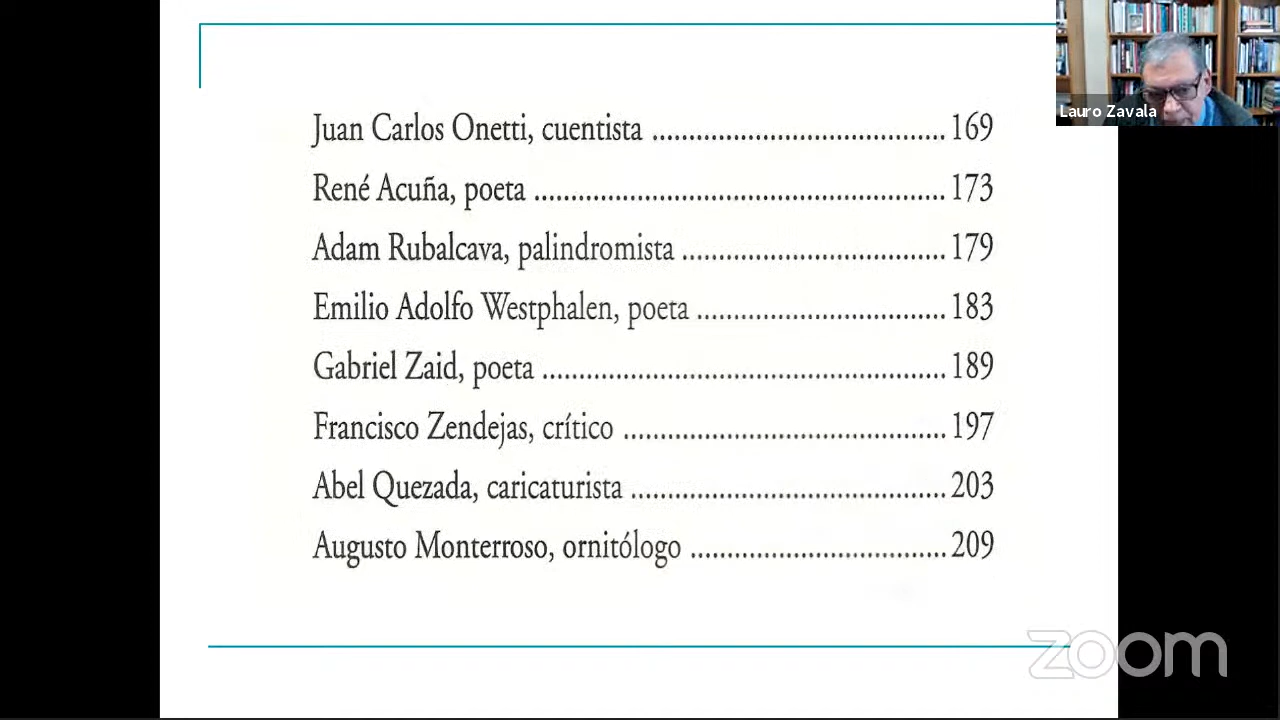 Juan Carlos Onetti, cuentista ................................................ 169
René Acuña, poeta ................................................................ 173
Adam Rubalcava, palindromista ........................................... 179
Emilio Adolfo Westphalen, poeta ........................................ 183
Gabriel Zaid, poeta ................................................................ 189
Francisco Zendejas, crítico .................................................... 197
Abel Quezada, caricaturista ................................................... 203
Augusto Monterroso, ornitólogo ......................................... 209
Lauro Zavala
zoom